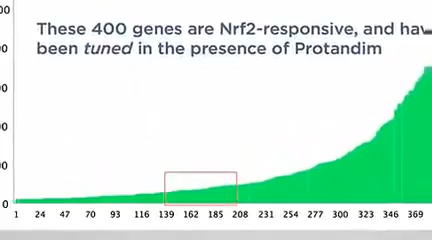 These 400 genes are Nrf2-responsive, and
been tuned in the presence of Protandim
0
1 24 47 70 93 116 139 162 185 208 231 254 277 300 323 346 369